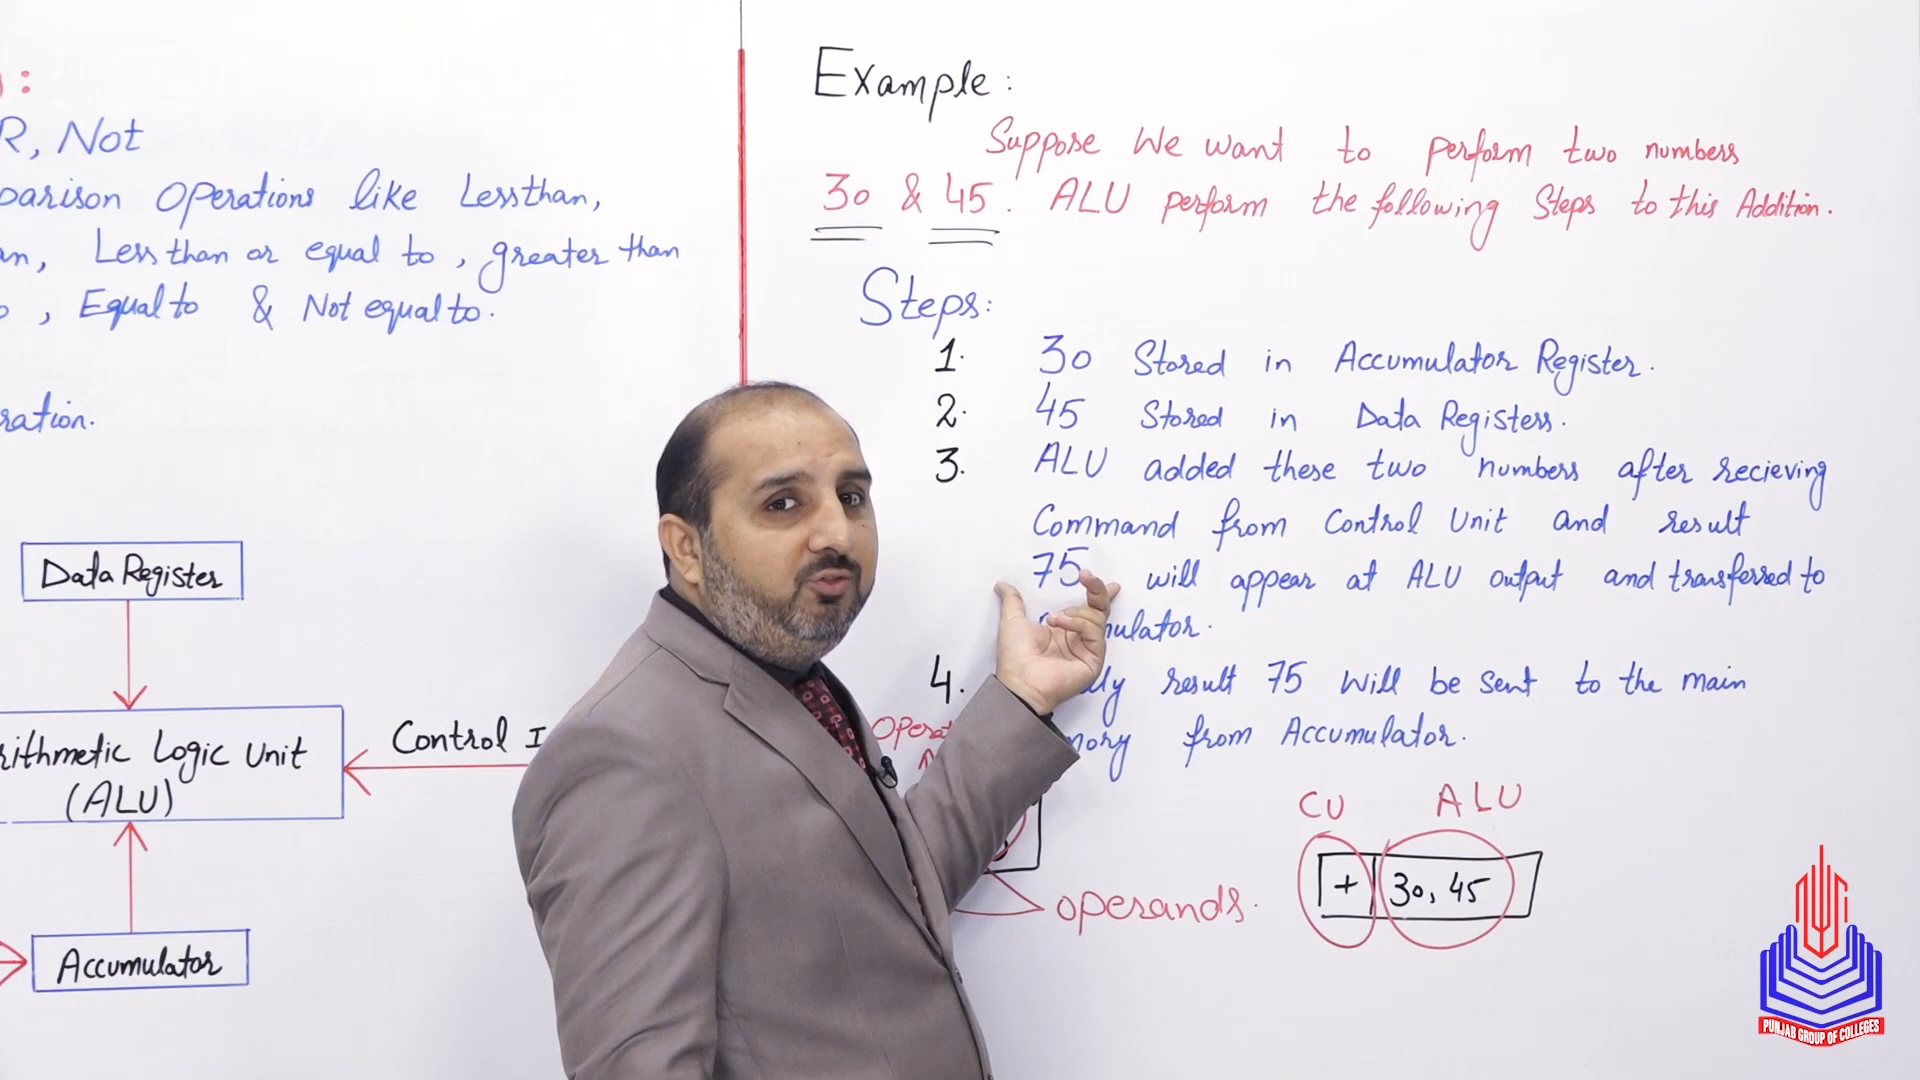 :
R, Not
parison Operations like Lessthan,
an, Less than or equal to, greater than
, Equal to & Not equal to.
ration.
Data Register
rithmetic Logic Unit
(ALU)
Control I
Accumulator
Example:
Suppose We want to perform two numbers
30 & 45. ALU perform the following Steps to this Addition.
Steps:
1. 30 Stored in Accumulator Register.
2. 45 Stored in Data Registers.
3. ALU added these two numbers after recieving
Command from Control Unit and result
75 will appear at ALU output and transferred to
mulator.
4. lly result 75 will be sent to the main
mory from Accumulator.
Operat
operands.
CU ALU
+ 30, 45
PUNJAB GROUP OF COLLEGES